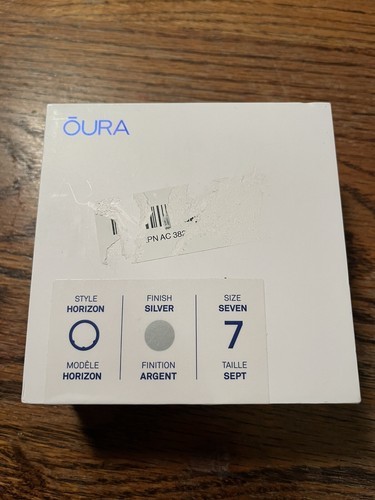 ŌURA
PN AC 382
STYLE
HORIZON
MODÈLE
HORIZON
FINISH
SILVER
FINITION
ARGENT
SIZE
SEVEN
7
TAILLE
SEPT